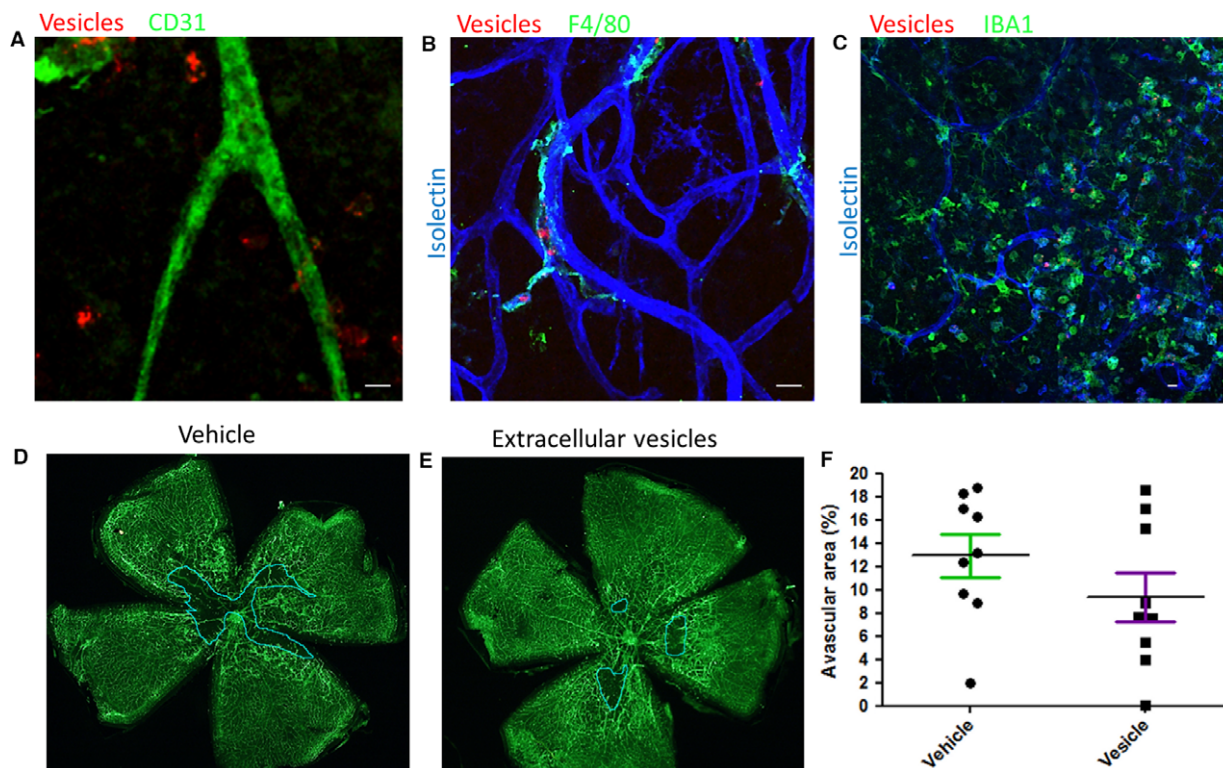 A
Vesicles CD31
B
Vesicles F4/80
Isolectin
C
Vesicles IBA1
Isolectin
D
Vehicle
E
Extracellular vesicles
F
Avascular area (%)
20
18
16
14
12
10
8
6
4
2
0
Vehicle
Vesicle